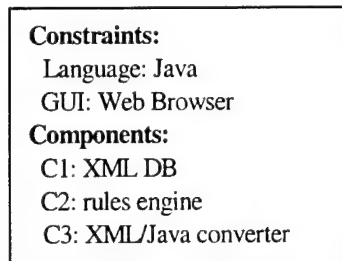 Constraints:
Language: Java
GUI: Web Browser
Components:
C1: XML DB
C2: rules engine
C3: XML/Java converter